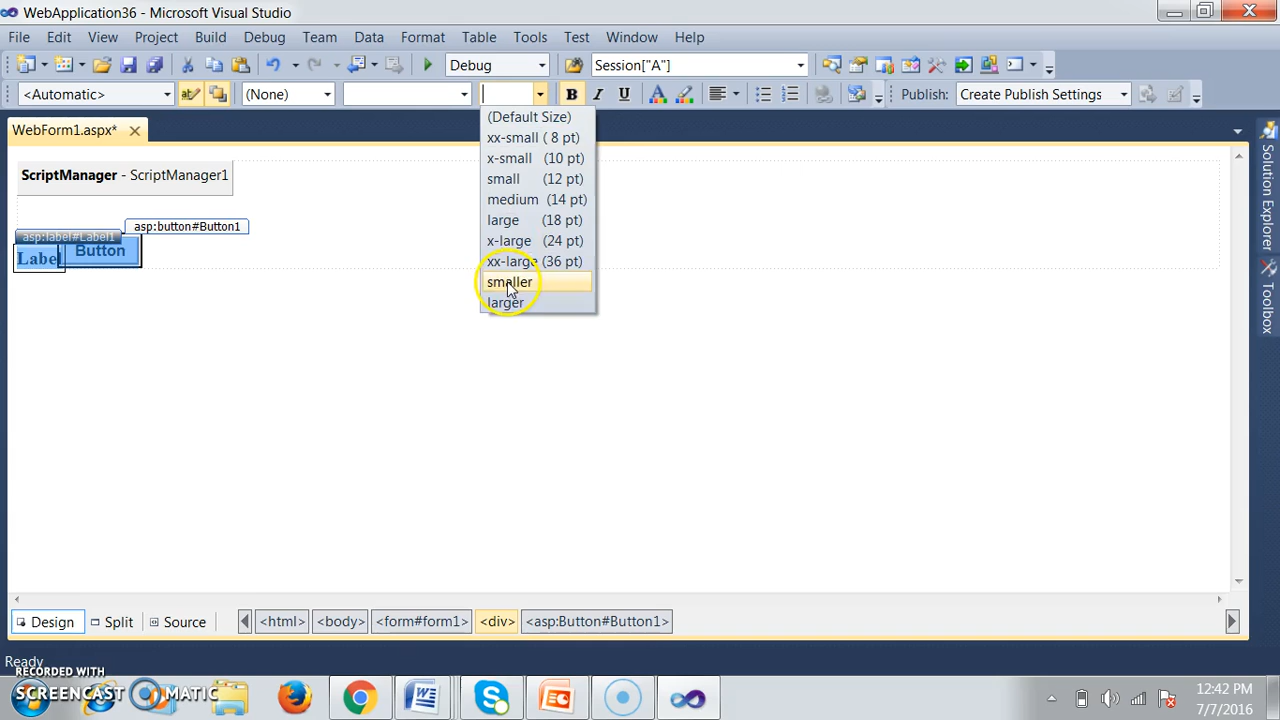 WebApplication36 - Microsoft Visual Studio
File Edit View Project Build Debug Team Data Format Table Tools Test Window Help
Debug Session["A"]
<Automatic> (None) B I U A Publish: Create Publish Settings
WebForm1.aspx*
(Default Size)
xx-small ( 8 pt)
x-small (10 pt)
small (12 pt)
medium (14 pt)
large (18 pt)
x-large (24 pt)
xx-large (36 pt)
smaller
larger
ScriptManager - ScriptManager1
asp:button#Button1
asp:label#Label1
Label Button
Solution Explorer
Toolbox
Design Split Source <html> <body> <form#form1> <div> <asp:Button#Button1>
Ready
RECORDED WITH
SCREENCAST MATIC
12:42 PM
7/7/2016